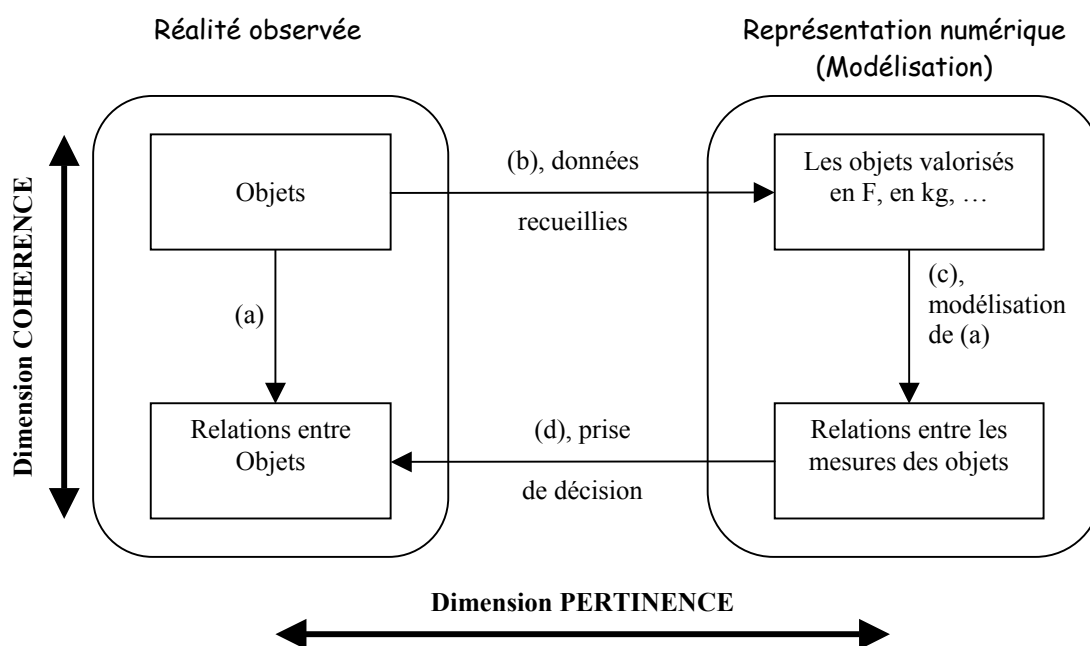 Réalité observée
Représentation numérique
(Modélisation)
Dimension COHERENCE
Objets
(b), données
recueillies
Les objets valorisés
en F, en kg, …
(a)
(c),
modélisation
de (a)
Relations entre
Objets
(d), prise
de décision
Relations entre les
mesures des objets
Dimension PERTINENCE